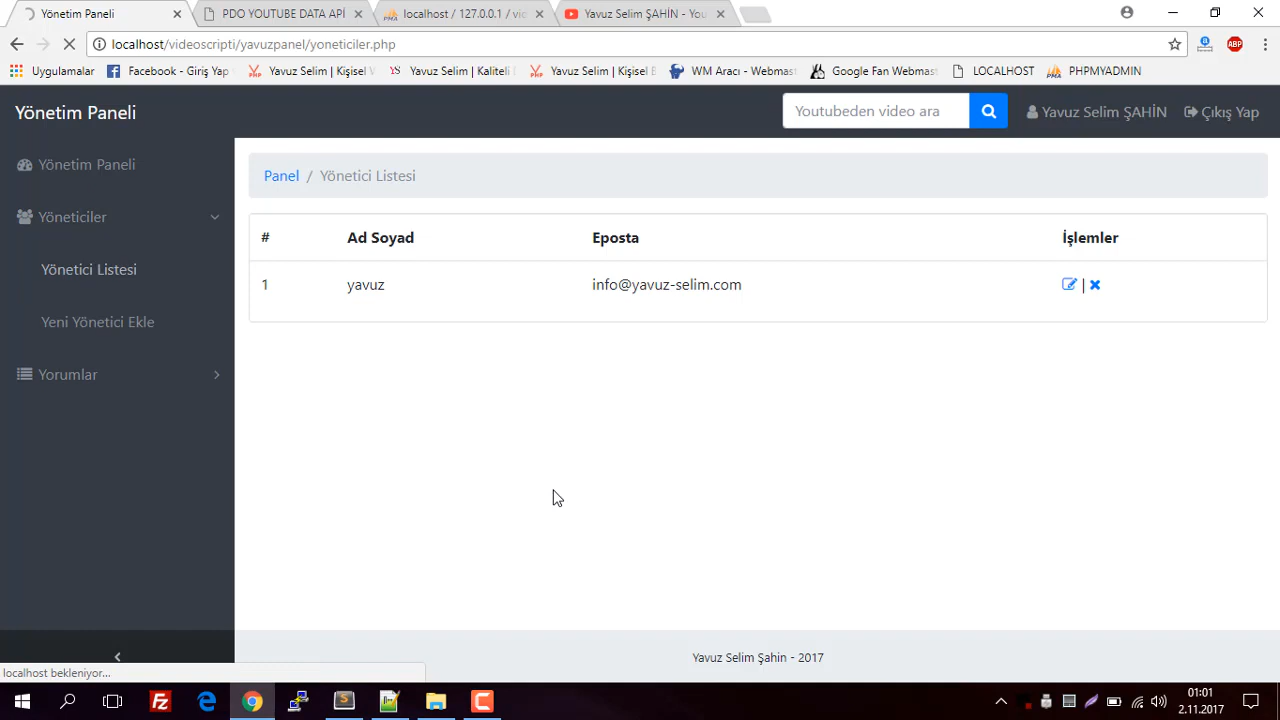 Yönetim Paneli
PDO YOUTUBE DATA APİ
localhost / 127.0.0.1 / vic
Yavuz Selim ŞAHİN - You
localhost/videoscripti/yavuzpanel/yoneticiler.php
Uygulamalar
Facebook - Giriş Yap
Yavuz Selim | Kişisel
Yavuz Selim | Kaliteli
Yavuz Selim | Kişisel
WM Aracı - Webmast
Google Fan Webmast
LOCALHOST
PHPMYADMIN
Yönetim Paneli
Youtubeden video ara
Yavuz Selim ŞAHİN
Çıkış Yap
Yönetim Paneli
Yöneticiler
Yönetici Listesi
Yeni Yönetici Ekle
Yorumlar
Panel / Yönetici Listesi
# Ad Soyad Eposta İşlemler
1 yavuz info@yavuz-selim.com |
Yavuz Selim Şahin - 2017
localhost bekleniyor...
01:01
2.11.2017